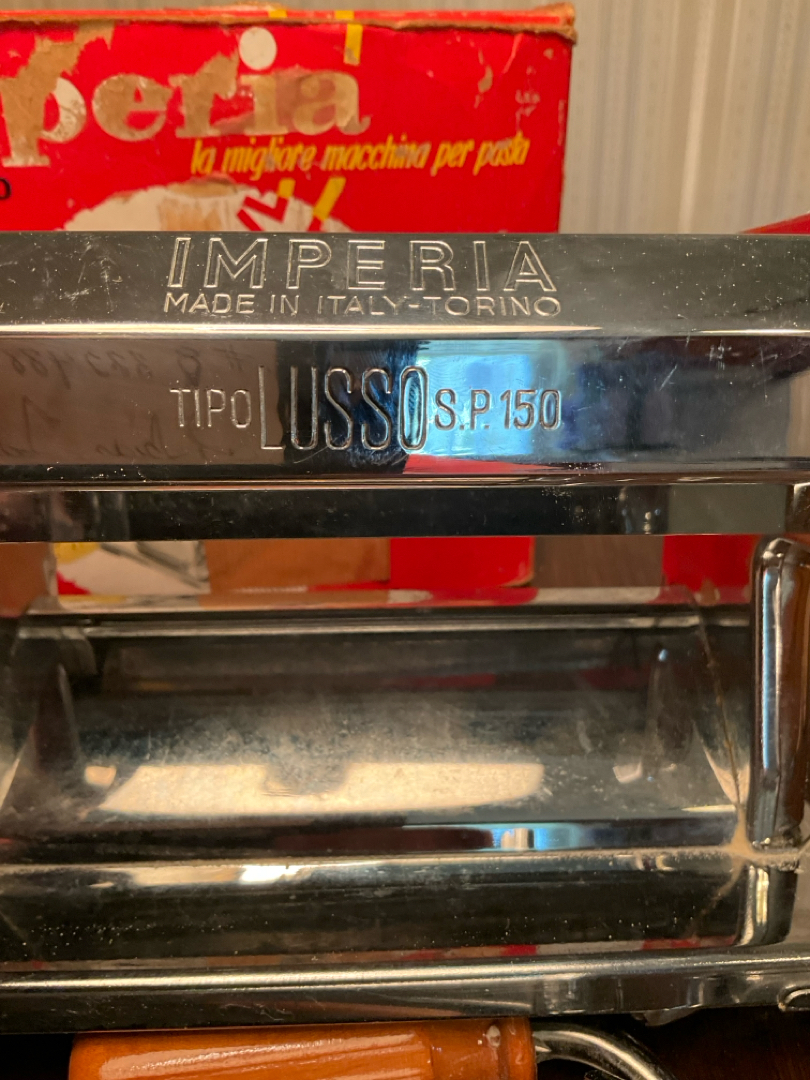 peria
la migliore macchina per pasta
IMPERIA
MADE IN ITALY-TORINO
TIPO LUSSO S.P. 150